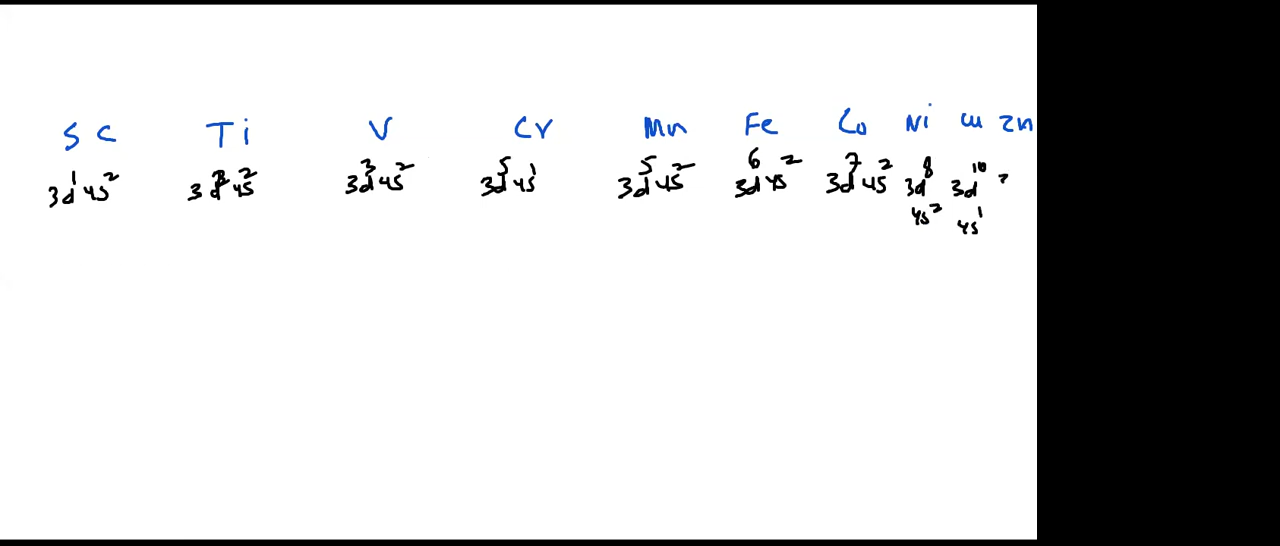 Sc Ti V Cr Mn Fe Co Ni Cu Zn
3d¹4s² 3d²4s² 3d³4s² 3d⁵4s¹ 3d⁵4s² 3d⁶4s² 3d⁷4s² 3d⁸ 3d¹⁰
4s² 4s¹